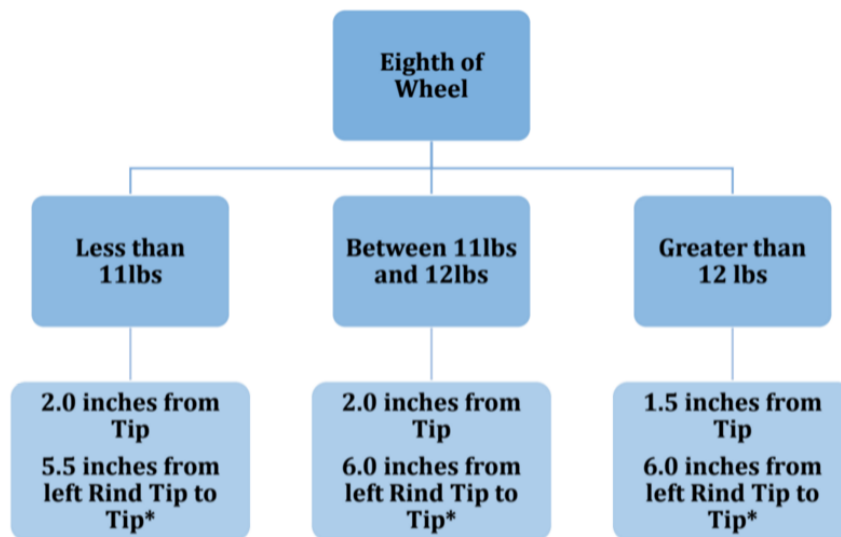 Eighth of
Wheel
Less than
11lbs
Between 11lbs
and 12lbs
Greater than
12 lbs
2.0 inches from
Tip
5.5 inches from
left Rind Tip to
Tip*
2.0 inches from
Tip
6.0 inches from
left Rind Tip to
Tip*
1.5 inches from
Tip
6.0 inches from
left Rind Tip to
Tip*